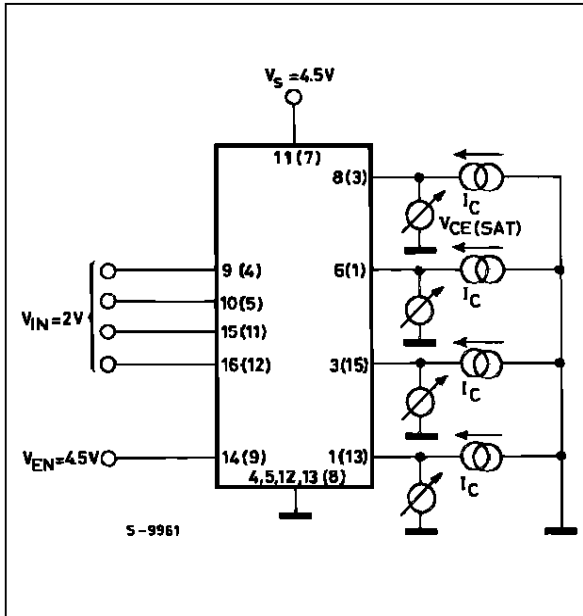 V_S =4.5V
11(7)
8(3)
I_C
V_CE(SAT)
9 (4)
6(1)
I_C
10(5)
V_IN=2V
15(11)
16(12)
3(15)
I_C
V_EN=4.5V
14(9)
1(13)
I_C
4,5,12,13(8)
S-9961